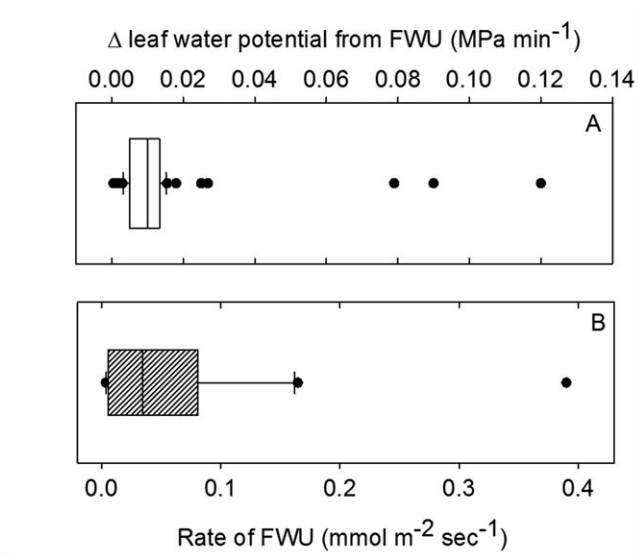 Δ leaf water potential from FWU (MPa min-1)
0.00 0.02 0.04 0.06 0.08 0.10 0.12 0.14
A
B
0.0 0.1 0.2 0.3 0.4
Rate of FWU (mmol m-2 sec-1)